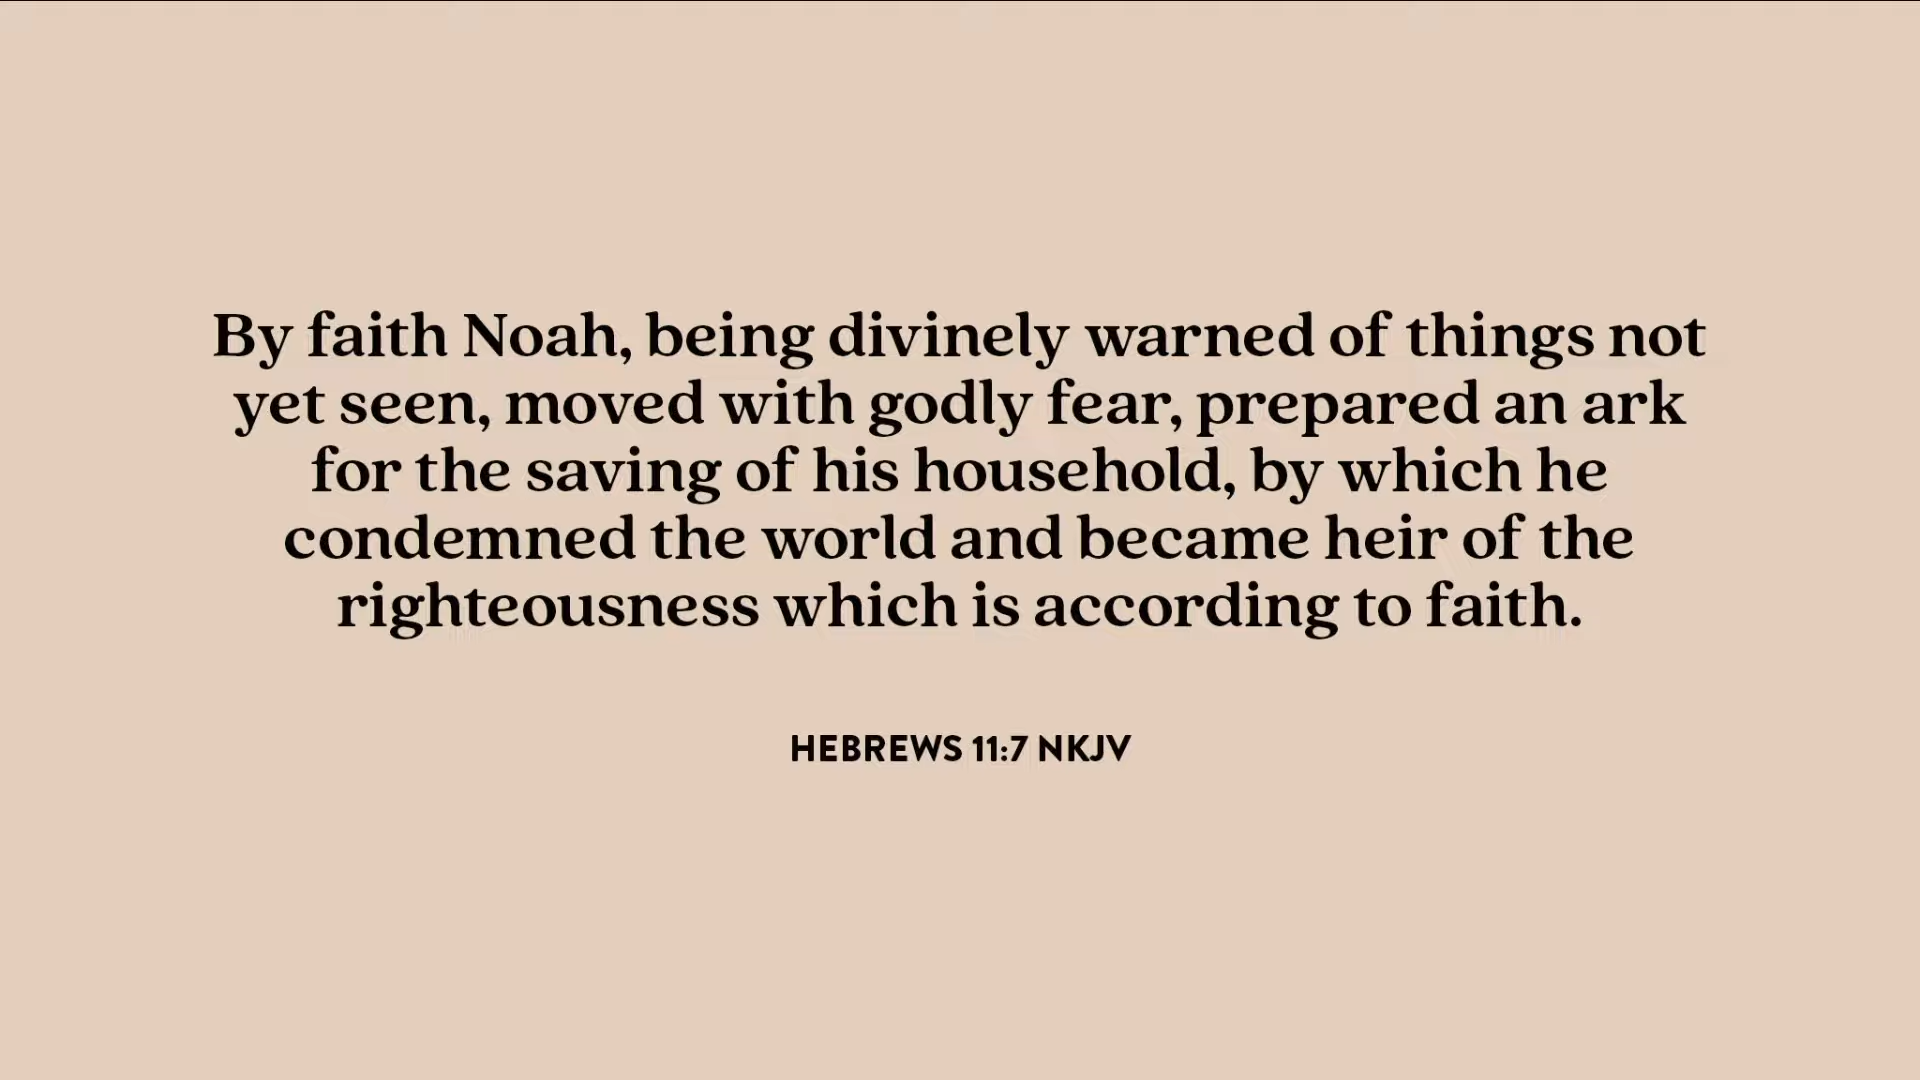 By faith Noah, being divinely warned of things not
yet seen, moved with godly fear, prepared an ark
for the saving of his household, by which he
condemned the world and became heir of the
righteousness which is according to faith.
HEBREWS 11:7 NKJV